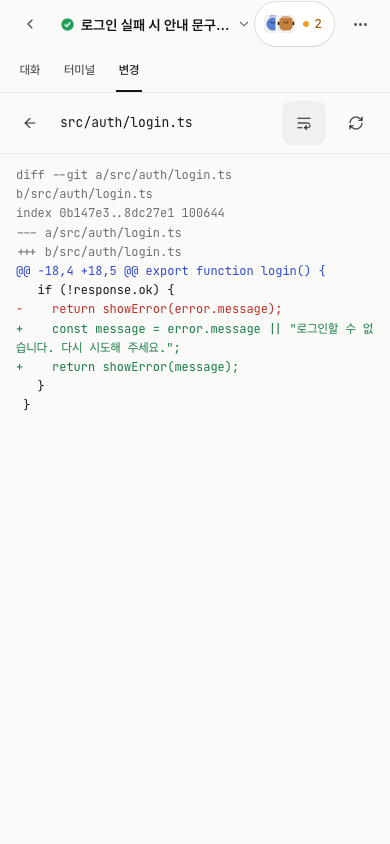 로그인 실패 시 안내 문구...
2
대화 터미널 변경
src/auth/login.ts
diff --git a/src/auth/login.ts
b/src/auth/login.ts
index 0b147e3..8dc27e1 100644
--- a/src/auth/login.ts
+++ b/src/auth/login.ts
@@ -18,4 +18,5 @@ export function login() {
   if (!response.ok) {
-    return showError(error.message);
+    const message = error.message || "로그인할 수 없
습니다. 다시 시도해 주세요.";
+    return showError(message);
   }
 }